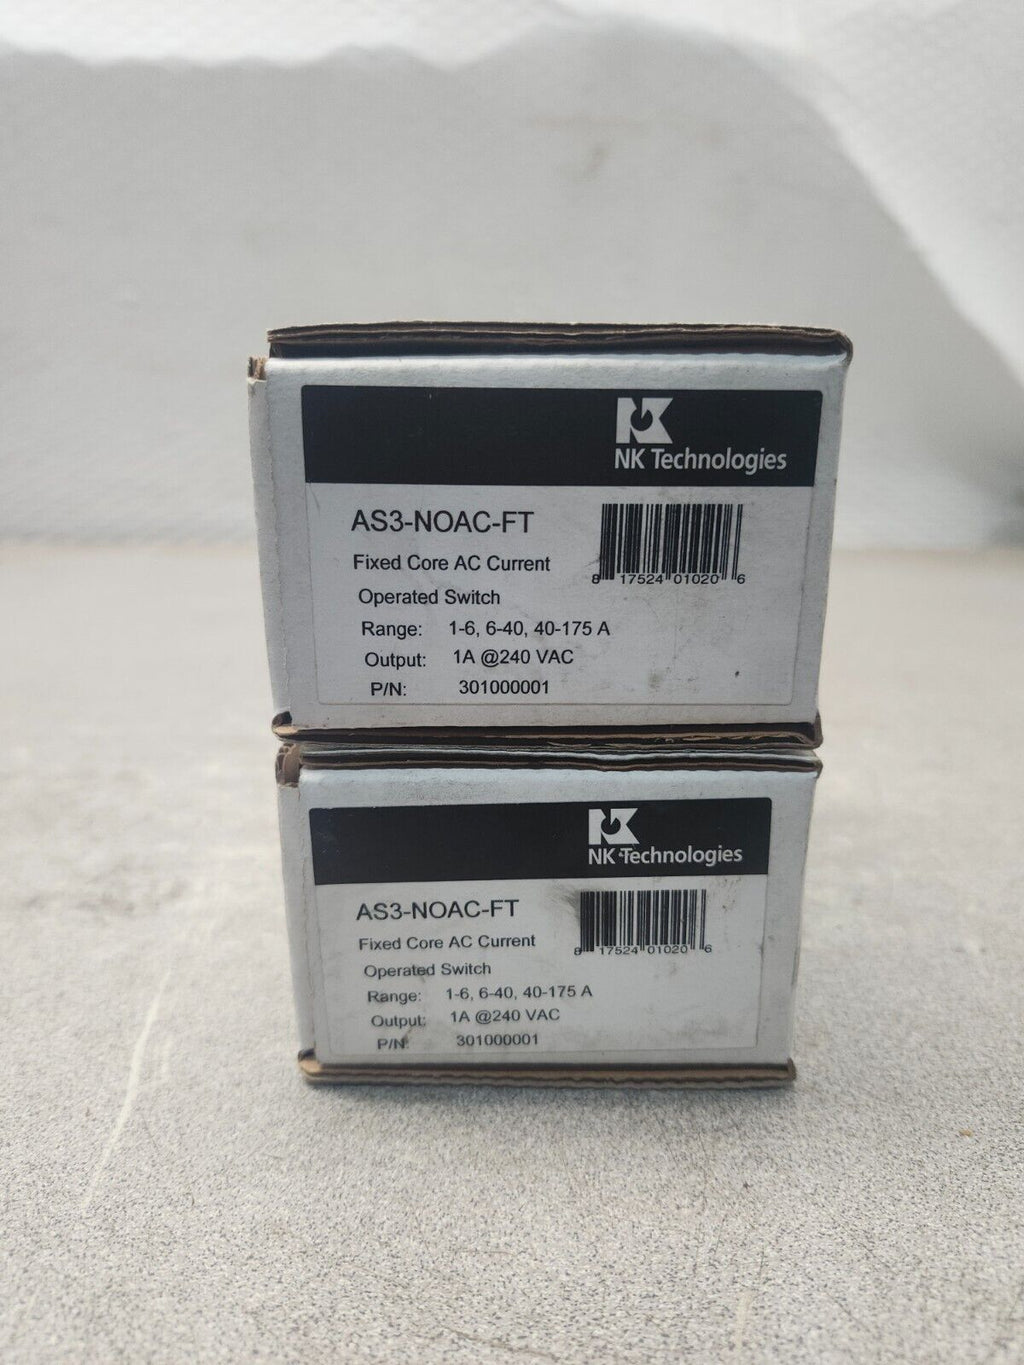 NK Technologies
AS3-NOAC-FT
Fixed Core AC Current
Operated Switch
Range: 1-6, 6-40, 40-175 A
Output: 1A @240 VAC
P/N: 301000001
8 17524 01020 6
NK Technologies
AS3-NOAC-FT
Fixed Core AC Current
Operated Switch
Range: 1-6, 6-40, 40-175 A
Output: 1A @240 VAC
P/N: 301000001
8 17524 01020 6